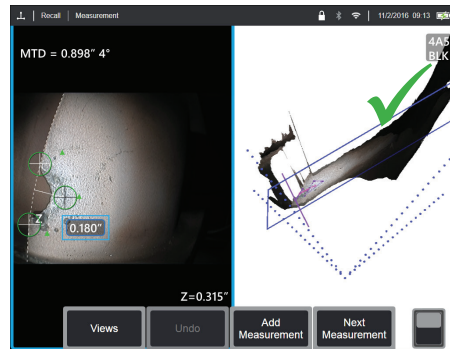 Recall | Measurement
11/2/2016 09:13
MTD = 0.898" 4°
4A5
BLK
Z
0.180"
Z=0.315"
Views
Undo
Add
Measurement
Next
Measurement